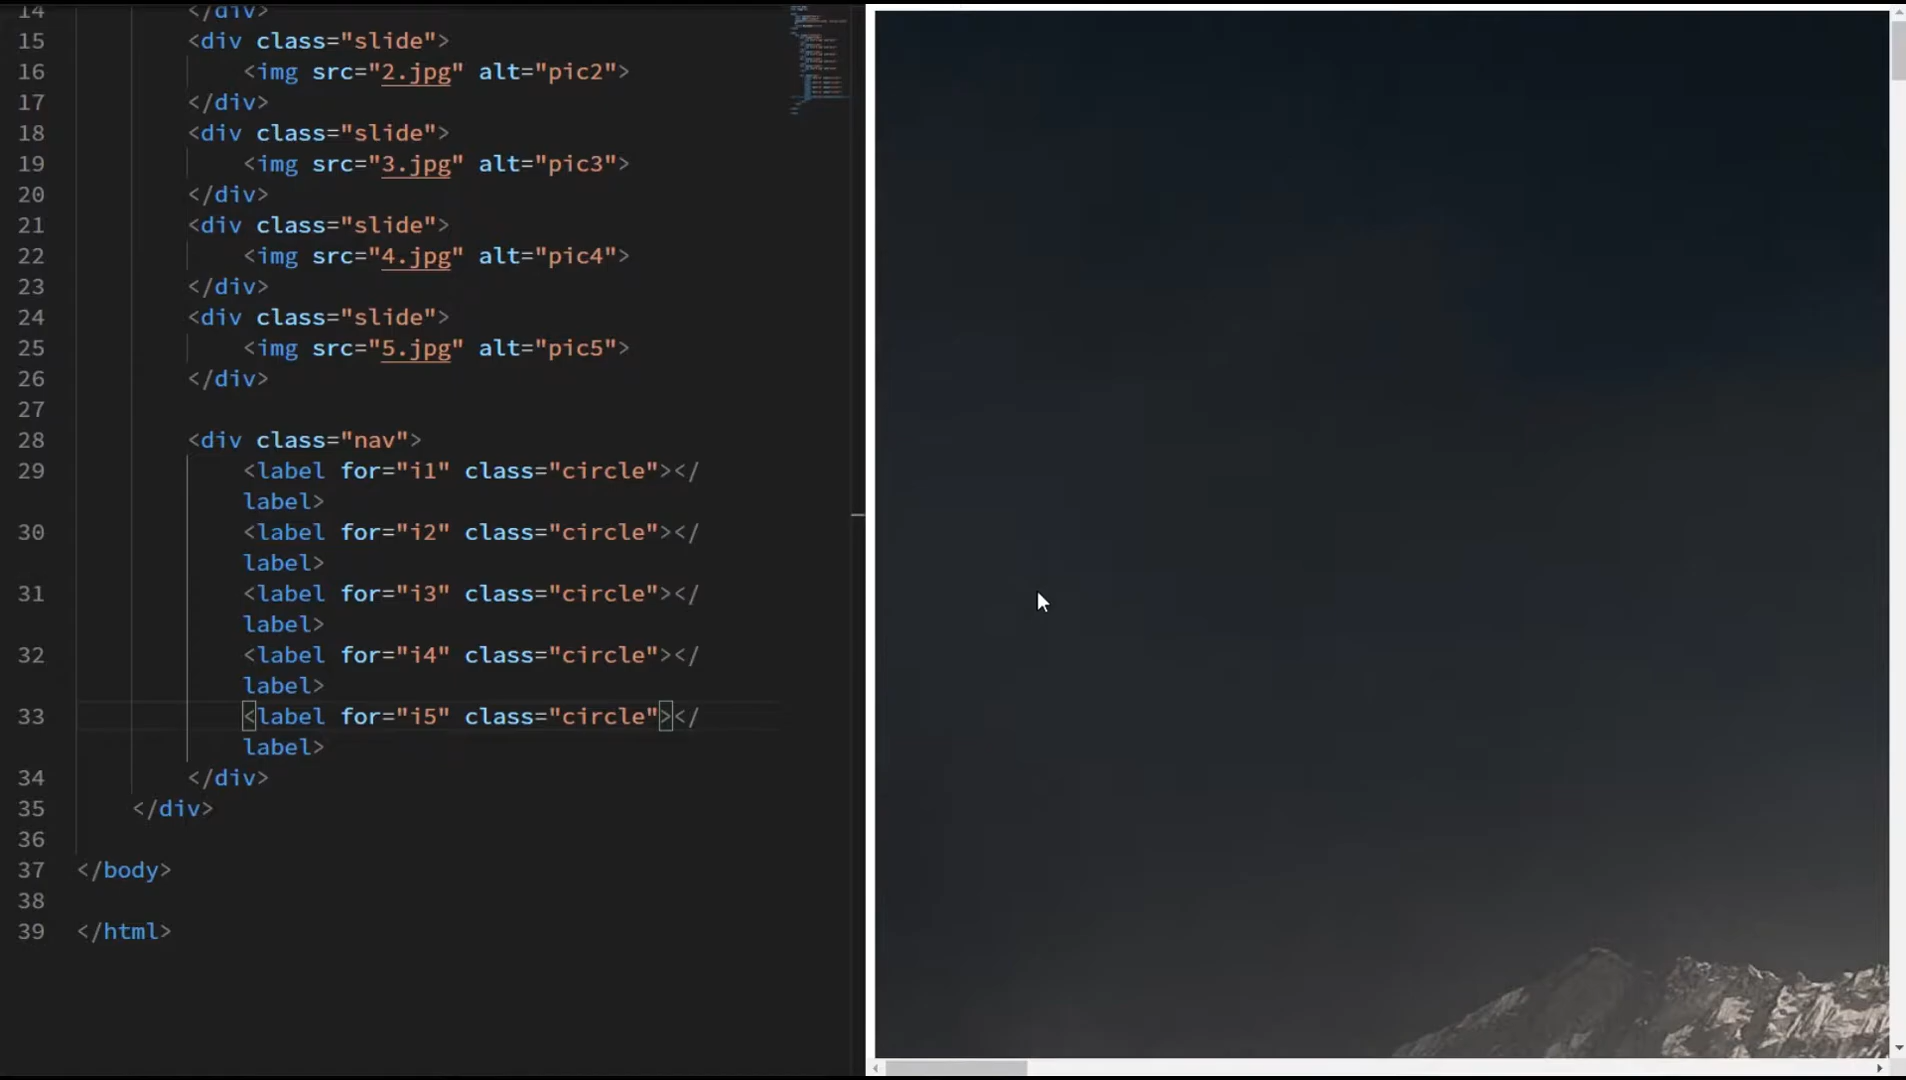 14 </div>
15 <div class="slide">
16 <img src="2.jpg" alt="pic2">
17 </div>
18 <div class="slide">
19 <img src="3.jpg" alt="pic3">
20 </div>
21 <div class="slide">
22 <img src="4.jpg" alt="pic4">
23 </div>
24 <div class="slide">
25 <img src="5.jpg" alt="pic5">
26 </div>
27
28 <div class="nav">
29 <label for="i1" class="circle"></
label>
30 <label for="i2" class="circle"></
label>
31 <label for="i3" class="circle"></
label>
32 <label for="i4" class="circle"></
label>
33 <label for="i5" class="circle"></
label>
34 </div>
35 </div>
36
37 </body>
38
39 </html>